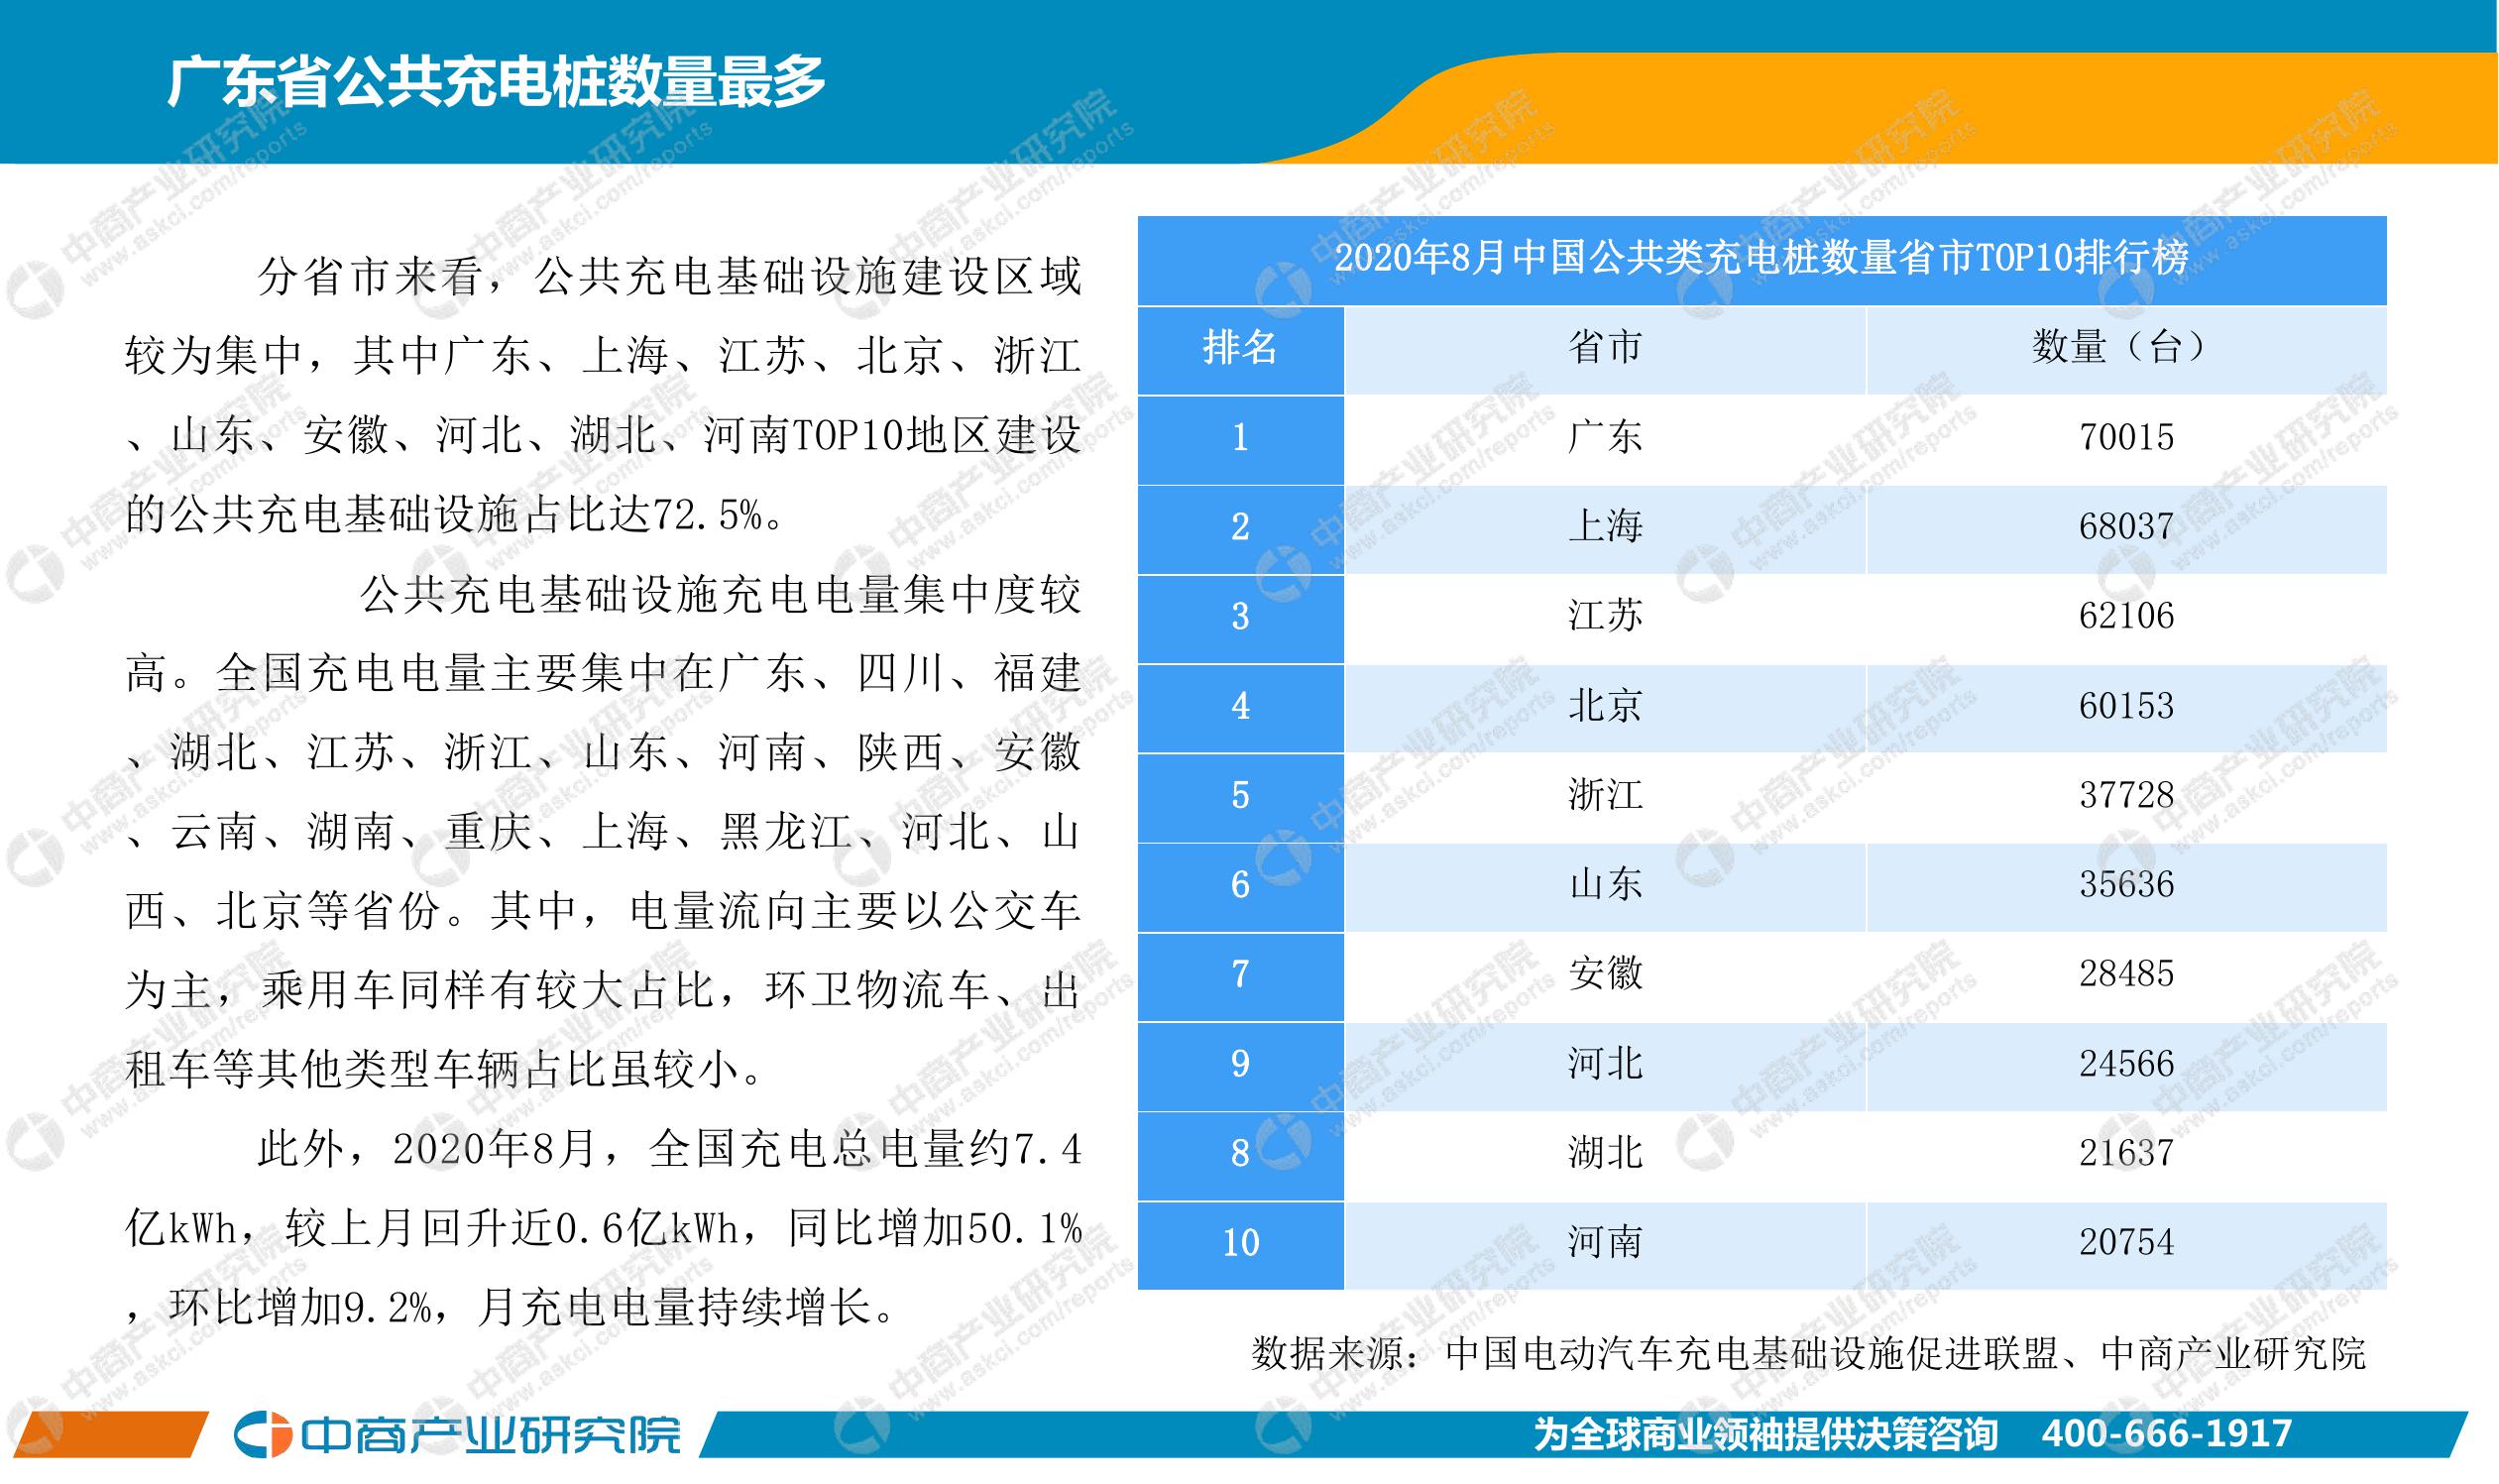 广东省公共充电桩数量最多
分省市来看，公共充电基础设施建设区域
较为集中，其中广东、上海、江苏、北京、浙江
、山东、安徽、河北、湖北、河南TOP10地区建设
的公共充电基础设施占比达72.5%。
公共充电基础设施充电电量集中度较
高。全国充电电量主要集中在广东、四川、福建
、湖北、江苏、浙江、山东、河南、陕西、安徽
、云南、湖南、重庆、上海、黑龙江、河北、山
西、北京等省份。其中，电量流向主要以公交车
为主，乘用车同样有较大占比，环卫物流车、出
租车等其他类型车辆占比虽较小。
此外，2020年8月，全国充电总电量约7.4
亿kWh，较上月回升近0.6亿kWh，同比增加50.1%
，环比增加9.2%，月充电电量持续增长。
2020年8月中国公共类充电桩数量省市TOP10排行榜
排名 省市 数量（台）
1 广东 70015
2 上海 68037
3 江苏 62106
4 北京 60153
5 浙江 37728
6 山东 35636
7 安徽 28485
9 河北 24566
8 湖北 21637
10 河南 20754
数据来源：中国电动汽车充电基础设施促进联盟、中商产业研究院
中商产业研究院
为全球商业领袖提供决策咨询 400-666-1917
中商产业研究院
www.askci.com/reports